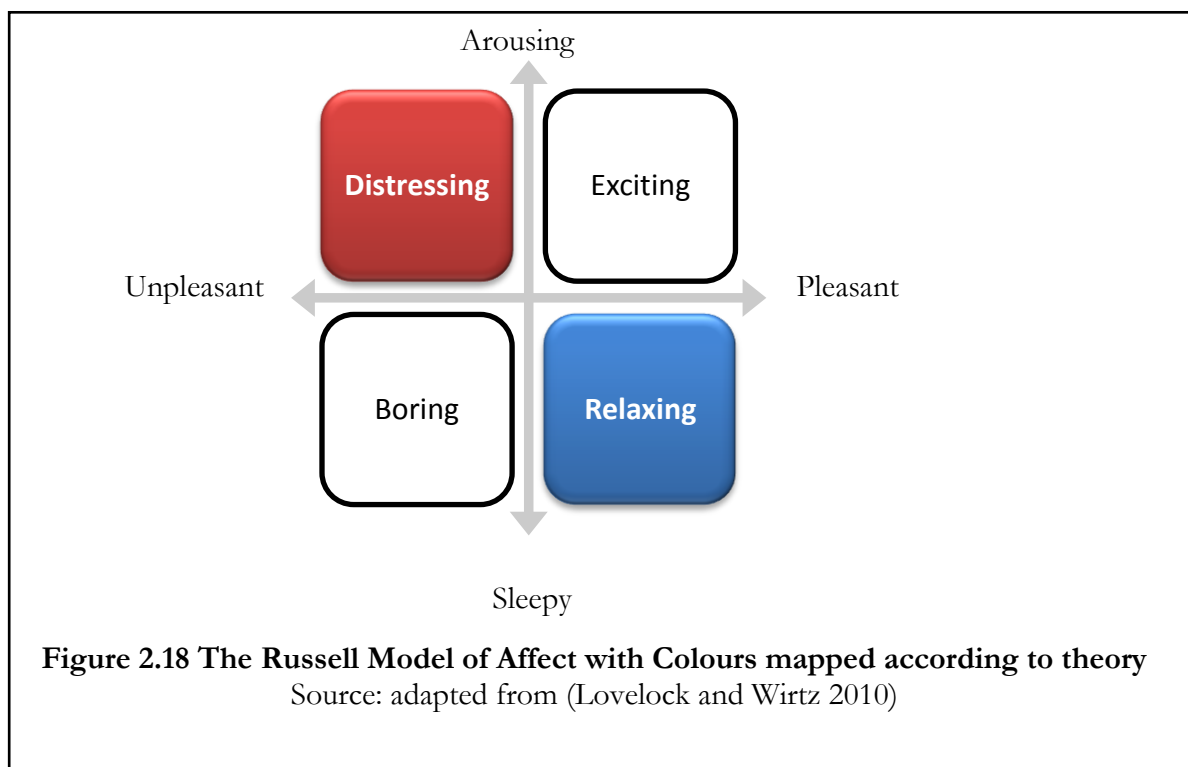 Arousing
Distressing
Exciting
Unpleasant
Pleasant
Boring
Relaxing
Sleepy
Figure 2.18 The Russell Model of Affect with Colours mapped according to theory
Source: adapted from (Lovelock and Wirtz 2010)